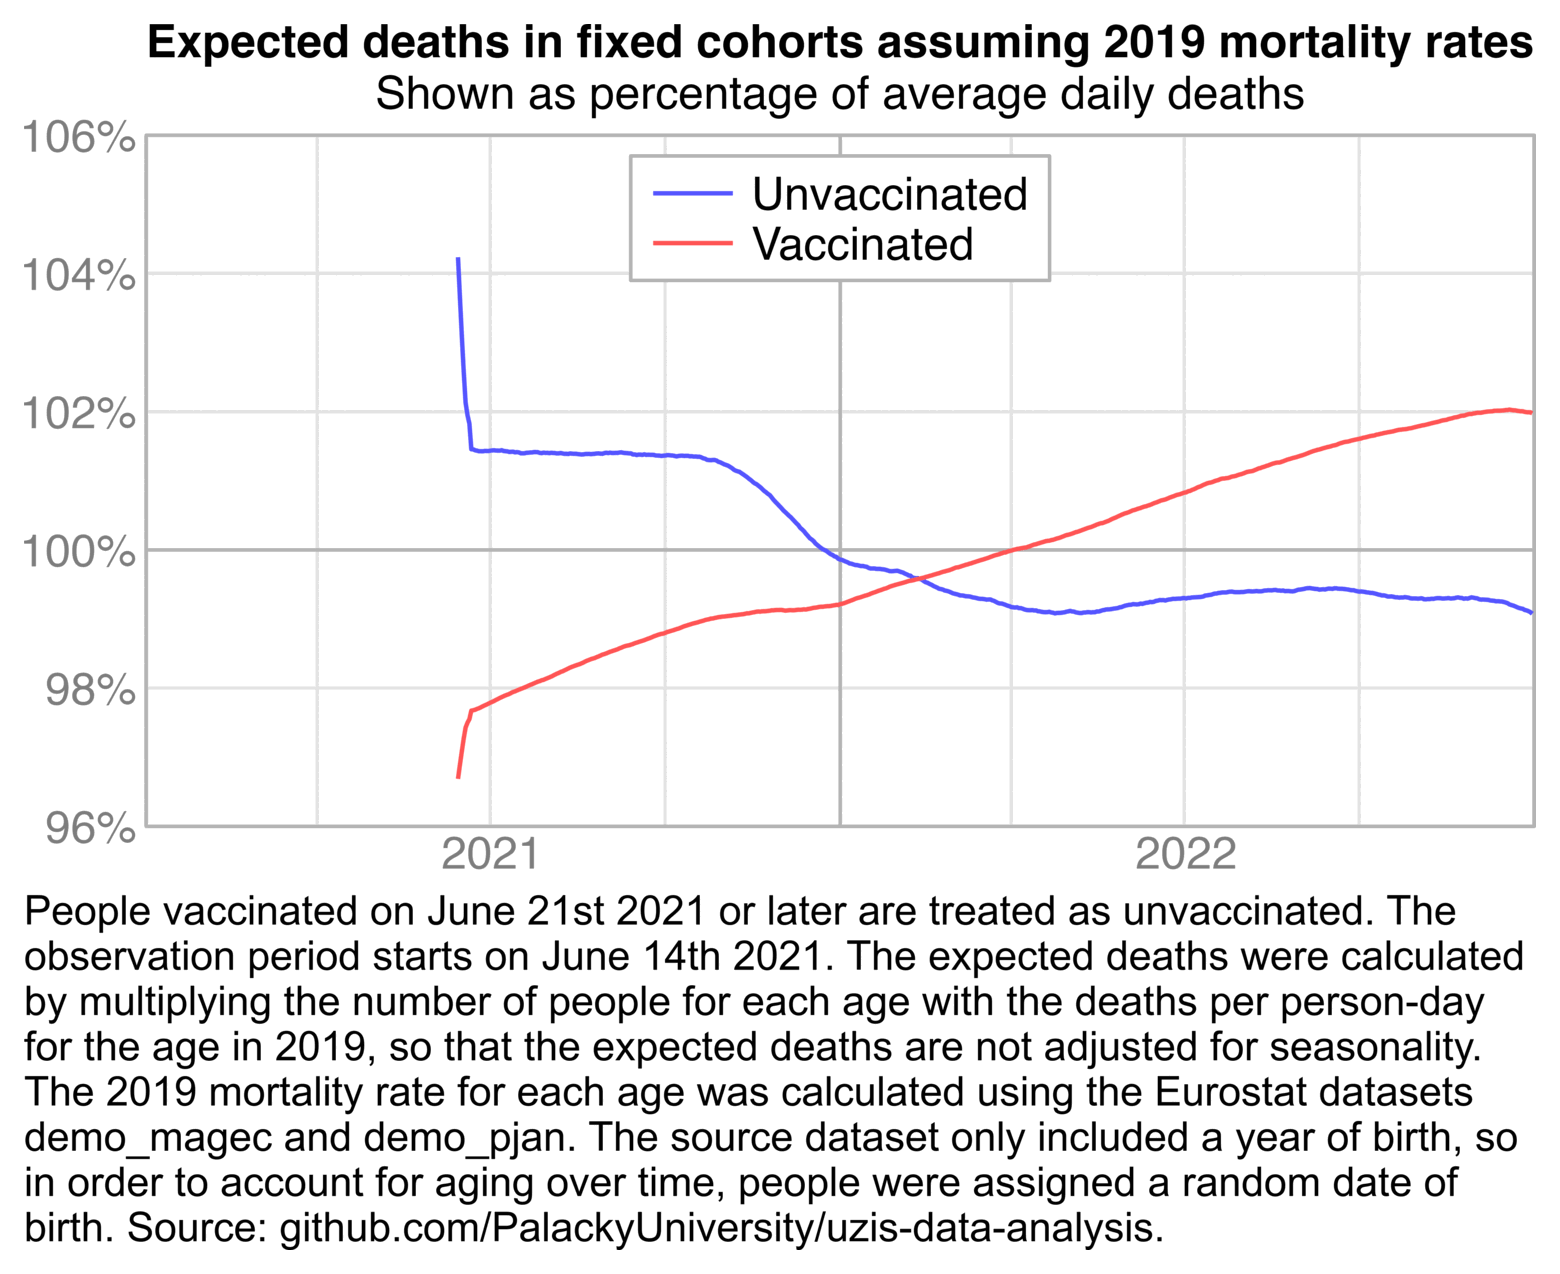 Expected deaths in fixed cohorts assuming 2019 mortality rates
Shown as percentage of average daily deaths
106%
104%
102%
100%
98%
96%
Unvaccinated
Vaccinated
2021
2022
People vaccinated on June 21st 2021 or later are treated as unvaccinated. The
observation period starts on June 14th 2021. The expected deaths were calculated
by multiplying the number of people for each age with the deaths per person-day
for the age in 2019, so that the expected deaths are not adjusted for seasonality.
The 2019 mortality rate for each age was calculated using the Eurostat datasets
demo_magec and demo_pjan. The source dataset only included a year of birth, so
in order to account for aging over time, people were assigned a random date of
birth. Source: github.com/PalackyUniversity/uzis-data-analysis.